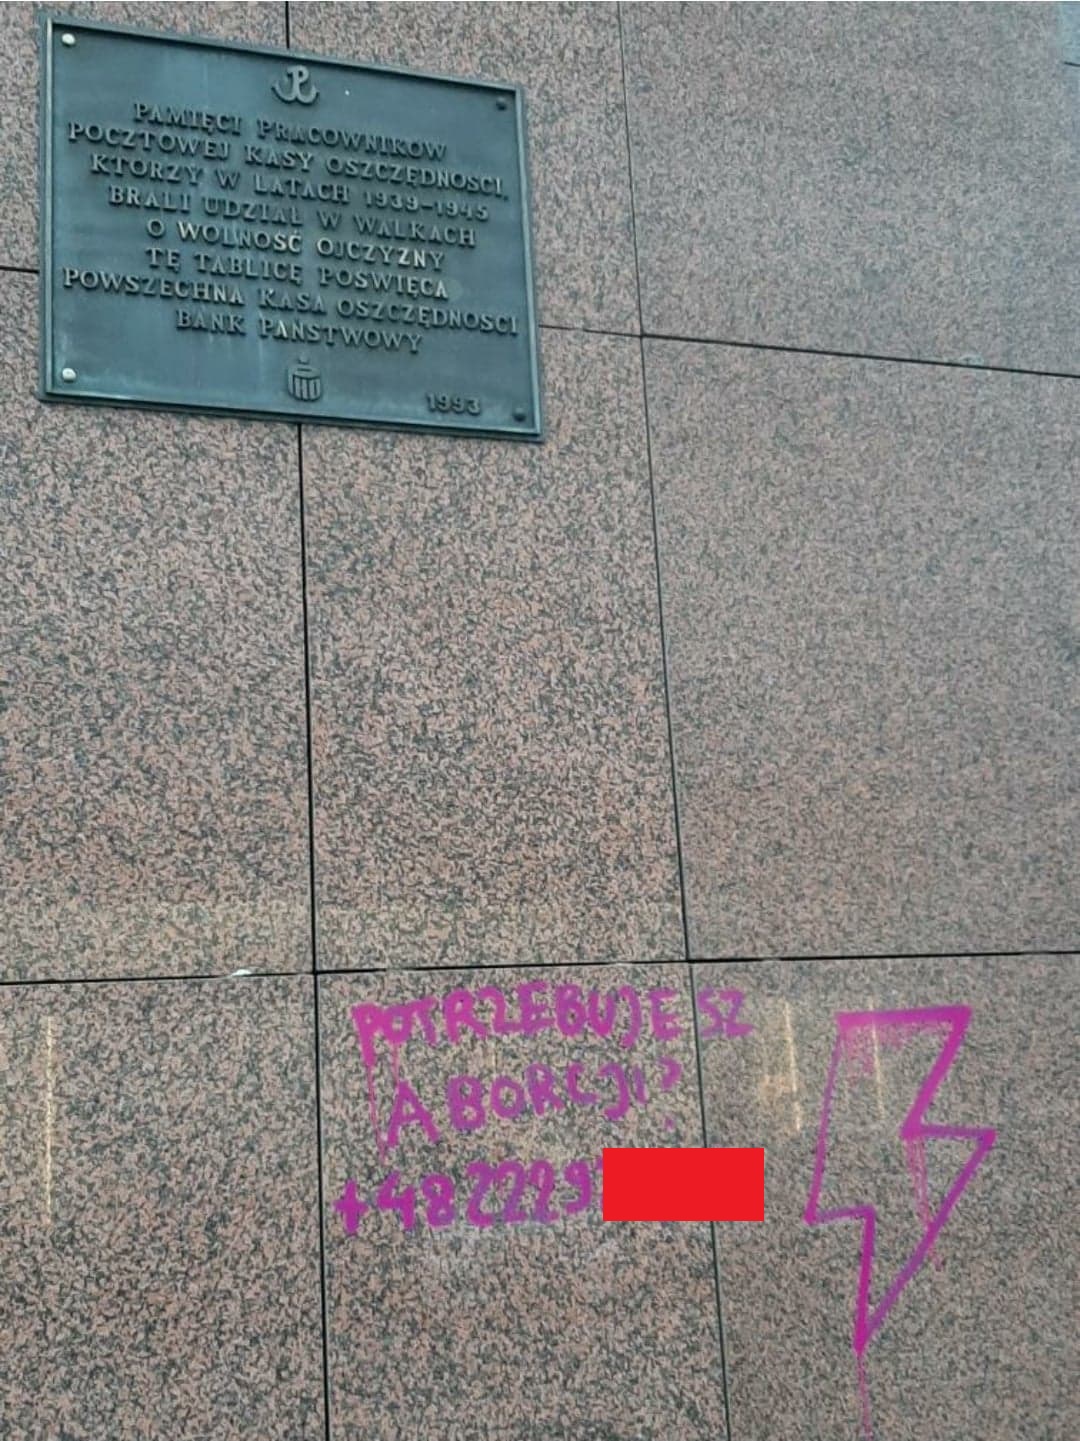 PAMIĘCI PRACOWNIKÓW
POCZTOWEJ KASY OSZCZĘDNOŚCI,
KTÓRZY W LATACH 1939-1945
BRALI UDZIAŁ W WALKACH
O WOLNOŚĆ OJCZYZNY
TĘ TABLICĘ POŚWIĘCA
POWSZECHNA KASA OSZCZĘDNOŚCI
BANK PAŃSTWOWY
1993
POTRZEBUJESZ
ABORCJI?
+4822292